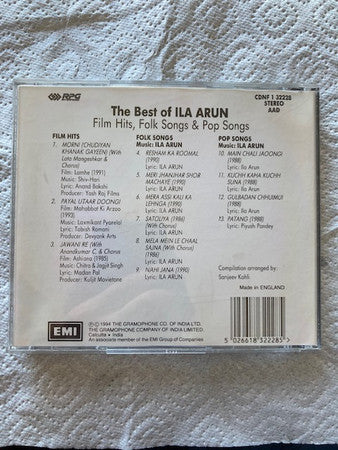 RPG
CDNF 1 32228
STEREO
AAD
The Best of ILA ARUN
Film Hits, Folk Songs & Pop Songs
FILM HITS
1. MORNI (CHUDIYAN
KHANAK GAYEEN) (With
Lata Mangeshkar &
Chorus)
Film: Lamhe (1991)
Music: Shiv-Hari
Lyric: Anand Bakshi
Producer: Yash Raj Films
2. PAYAL UTAAR DOONGI
Film: Mahabbat Ki Arzoo
(1993)
Music: Laxmikant Pyarelal
Lyric: Tabish Romani
Producer: Devyank Arts
3. JAWANI RE (With
Anandkumar C. & Chorus)
Film: Ashiana (1985)
Music: Chitra & Jagjit Singh
Lyric: Madan Pal
Producer: Kuljit Movietone
FOLK SONGS
Music: ILA ARUN
4. RESHAM KA ROOMAL
(1990)
Lyric: ILA ARUN
5. MERI JHANJHAR SHOR
MACHAYE (1990)
Lyric: ILA ARUN
6. MERA ASSI KALI KA
LEHNGA (1990)
Lyric: ILA ARUN
7. SATOLIYA (1986)
(With Chorus)
Lyric: ILA ARUN
8. MELA MEIN LE CHAAL
SAJNA (With Chorus)
(1986)
Lyric: ILA ARUN
9. NAHI JANA (1990)
Lyric: ILA ARUN
POP SONGS
Music: ILA ARUN
10. MAIN CHALI JAOONGI
(1988)
Lyric: Ila Arun
11. KUCHH KAHA KUCHH
SUNA (1988)
Lyric: Ila Arun
12. GULBADAN CHHUIMUI
(1988)
Lyric: Ila Arun
13. PATANG (1988)
Lyric: Piyush Pandey
Compilation arranged by:
Sanjeev Kohli
Made in ENGLAND
EMI
℗ © 1994 THE GRAMOPHONE CO. OF INDIA LTD.
THE GRAMOPHONE COMPANY OF INDIA LIMITED.
Calcutta • India
An associate member of the EMI Group of Companies
5 026618 322285 >